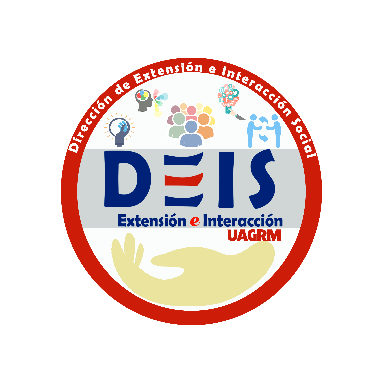 Dirección de Extensión e Interacción Social
DEIS
Extensión e Interacción
UAGRM